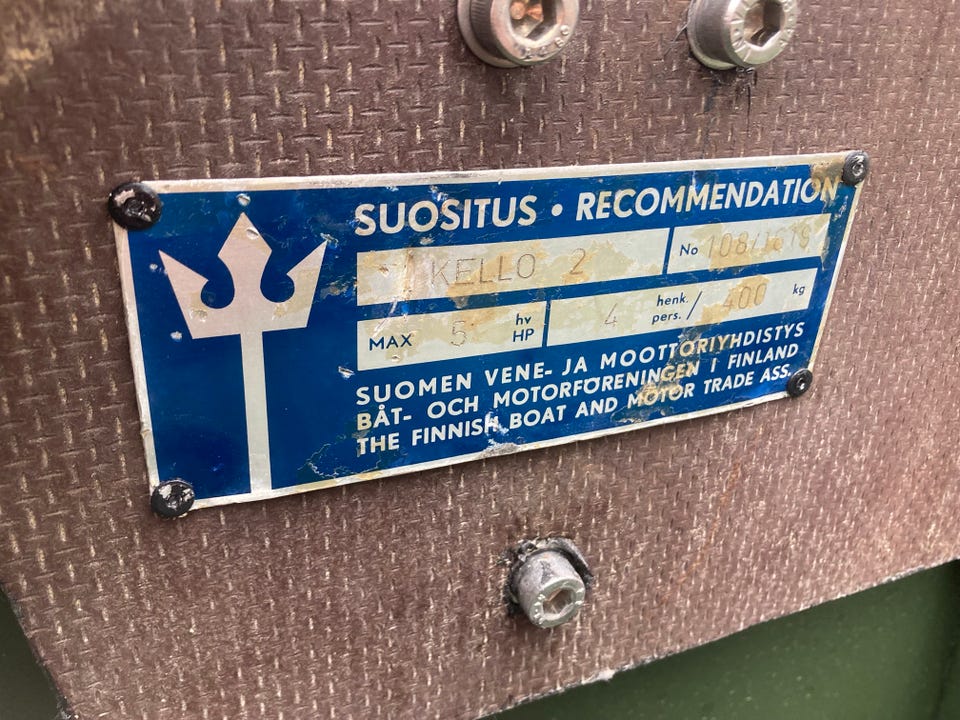 SUOSITUS • RECOMMENDATION
KELLO 2 No
MAX 5 hv HP 4 henk. pers. / 400 kg
SUOMEN VENE- JA MOOTTORIYHDISTYS
BÅT- OCH MOTORFÖRENINGEN I FINLAND
THE FINNISH BOAT AND MOTOR TRADE ASS.